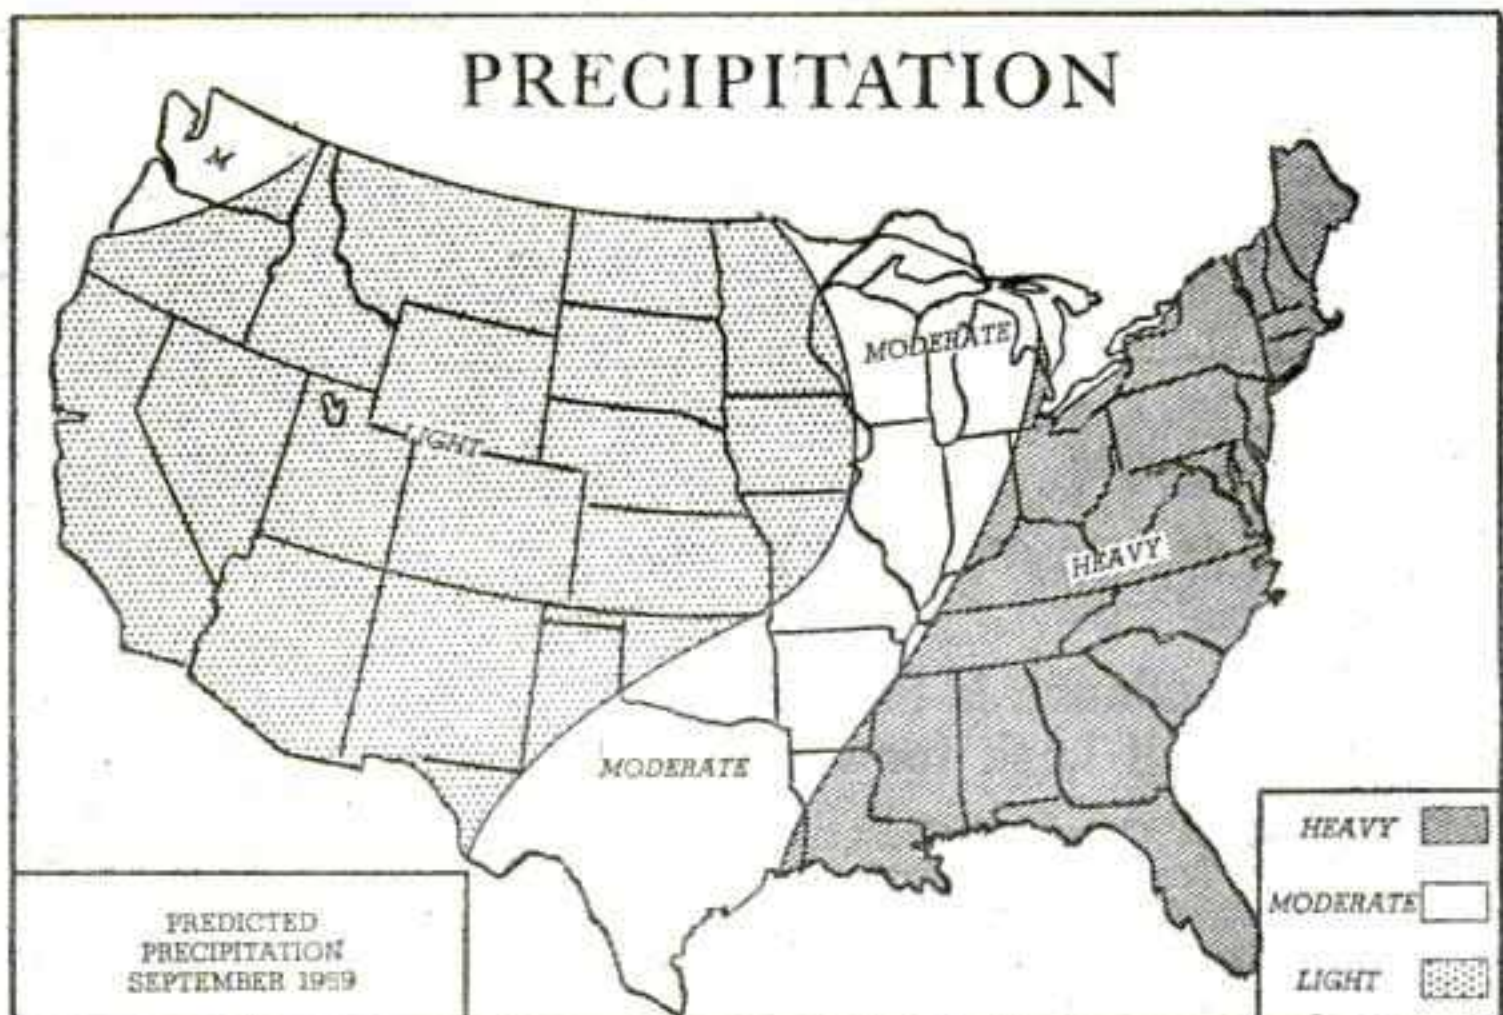 PRECIPITATION
M
MODERATE
LIGHT
HEAVY
MODERATE
HEAVY
MODERATE
LIGHT
PREDICTED
PRECIPITATION
SEPTEMBER 1959